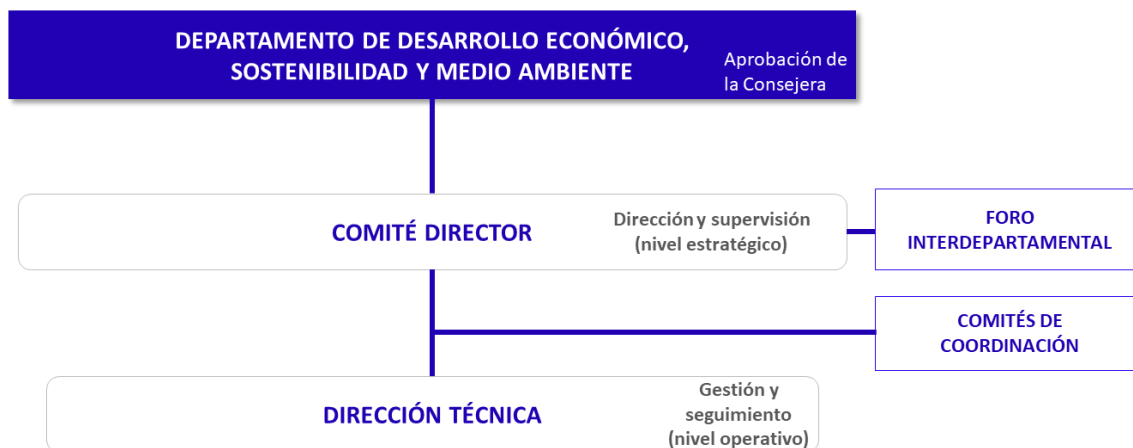 DEPARTAMENTO DE DESARROLLO ECONÓMICO,
SOSTENIBILIDAD Y MEDIO AMBIENTE
Aprobación de
la Consejera
COMITÉ DIRECTOR
Dirección y supervisión
(nivel estratégico)
FORO
INTERDEPARTAMENTAL
COMITÉS DE
COORDINACIÓN
DIRECCIÓN TÉCNICA
Gestión y
seguimiento
(nivel operativo)